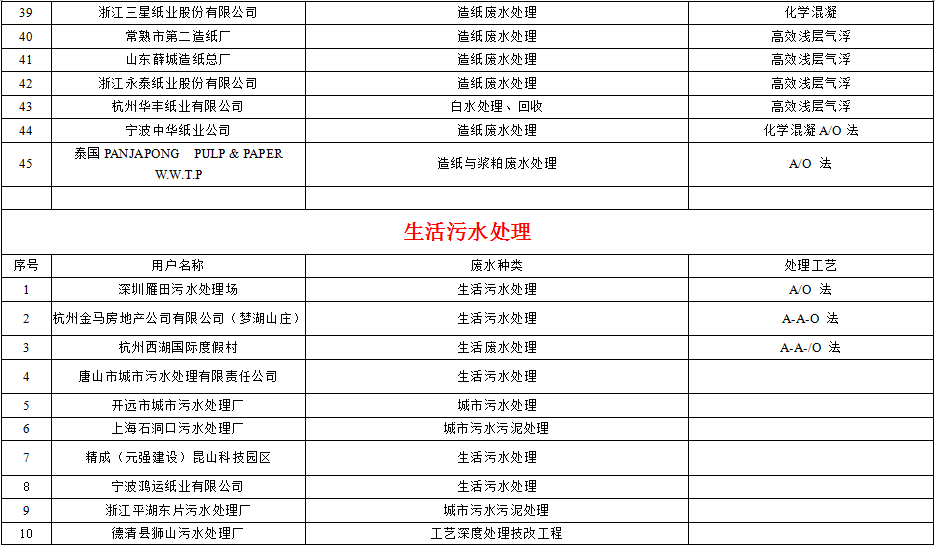 39 浙江三星纸业股份有限公司 造纸废水处理 化学混凝
40 常熟市第二造纸厂 造纸废水处理 高效浅层气浮
41 山东薛城造纸总厂 造纸废水处理 高效浅层气浮
42 浙江永泰纸业股份有限公司 造纸废水处理 高效浅层气浮
43 杭州华丰纸业有限公司 白水处理、回收 高效浅层气浮
44 宁波中华纸业公司 造纸废水处理 化学混凝 A/O 法
45 泰国 PANJAPONG PULP & PAPER W.W.T.P 造纸与浆粕废水处理 A/O 法
生活污水处理
序号 用户名称 废水种类 处理工艺
1 深圳雁田污水处理场 生活污水处理 A/O 法
2 杭州金马房地产公司有限公司（梦湖山庄） 生活污水处理 A-A-O 法
3 杭州西湖国际度假村 生活废水处理 A-A-/O 法
4 唐山市城市污水处理有限责任公司 生活污水处理
5 开远市城市污水处理厂 城市污水处理
6 上海石洞口污水处理厂 城市污水污泥处理
7 精成（元强建设）昆山科技园区 生活污水处理
8 宁波鸿运纸业有限公司 生活污水处理
9 浙江平湖东片污水处理厂 城市污水污泥处理
10 德清县狮山污水处理厂 工艺深度处理技改工程